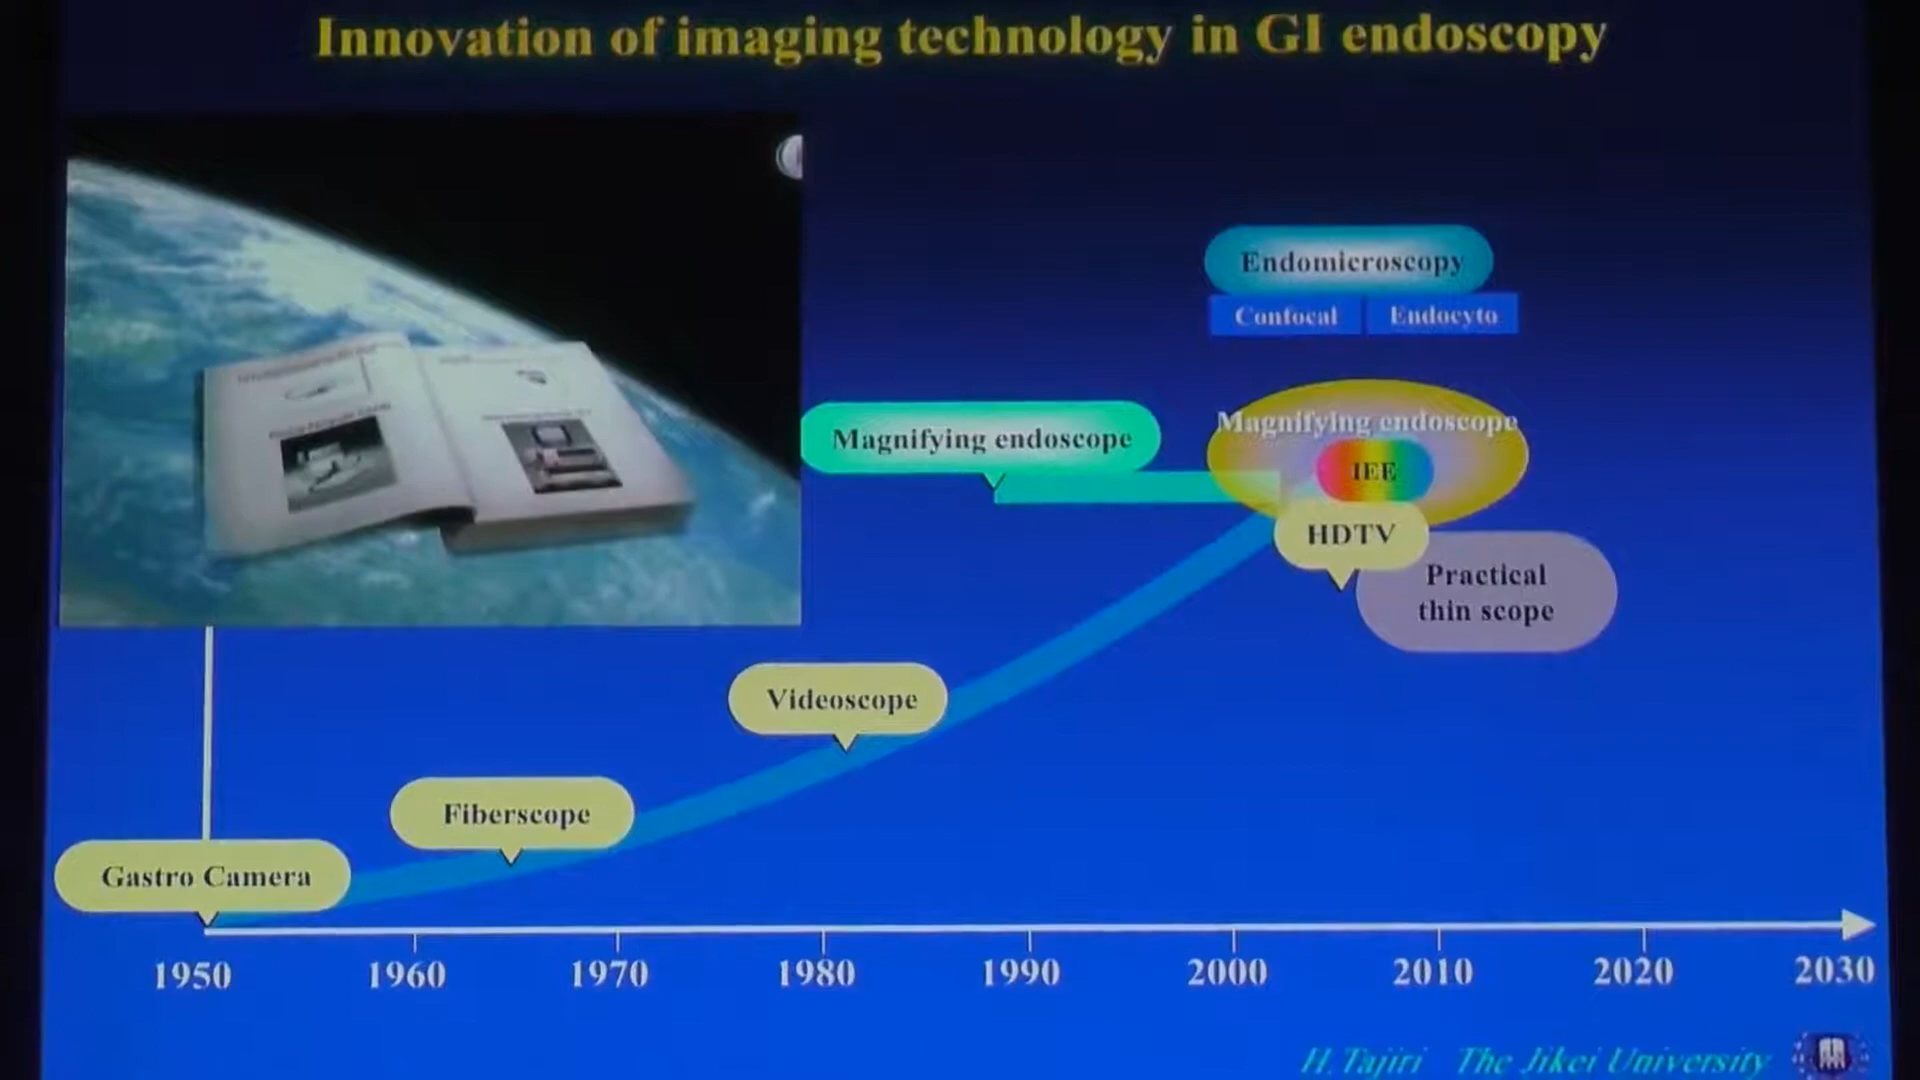 Innovation of imaging technology in GI endoscopy
Endomicroscopy
Confocal
Endocyto
Magnifying endoscope
Magnifying endoscope
IEE
HDTV
Practical
thin scope
Videoscope
Fiberscope
Gastro Camera
1950
1960
1970
1980
1990
2000
2010
2020
2030
H. Tajiri The Jikei University